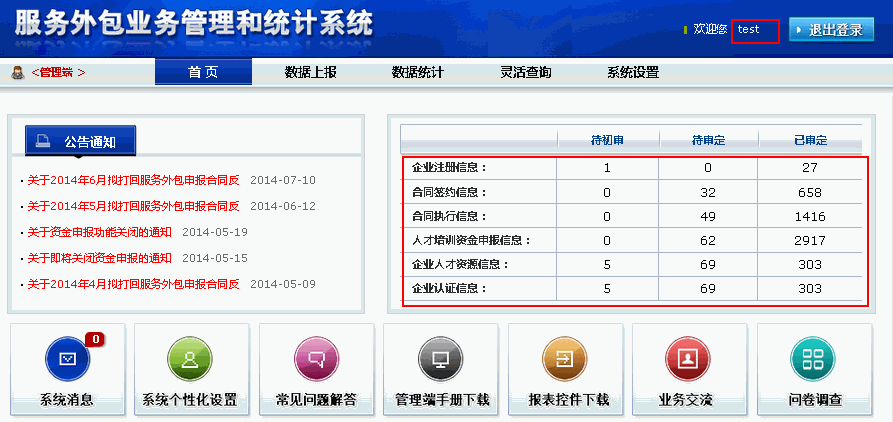 服务外包业务管理和统计系统
欢迎您 test 退出登录
<管理端 > 首 页 数据上报 数据统计 灵活查询 系统设置
公告通知
关于2014年6月拟打回服务外包申报合同反 2014-07-10
关于2014年5月拟打回服务外包申报合同反 2014-06-12
关于资金申报功能关闭的通知 2014-05-19
关于即将关闭资金申报的通知 2014-05-15
关于2014年4月拟打回服务外包申报合同反 2014-05-09
待初审 待审定 已审定
企业注册信息： 1 0 27
合同签约信息： 0 32 658
合同执行信息： 0 49 1416
人才培训资金申报信息： 0 62 2917
企业人才资源信息： 5 69 303
企业认证信息： 5 69 303
0
系统消息 系统个性化设置 常见问题解答 管理端手册下载 报表控件下载 业务交流 问卷调查